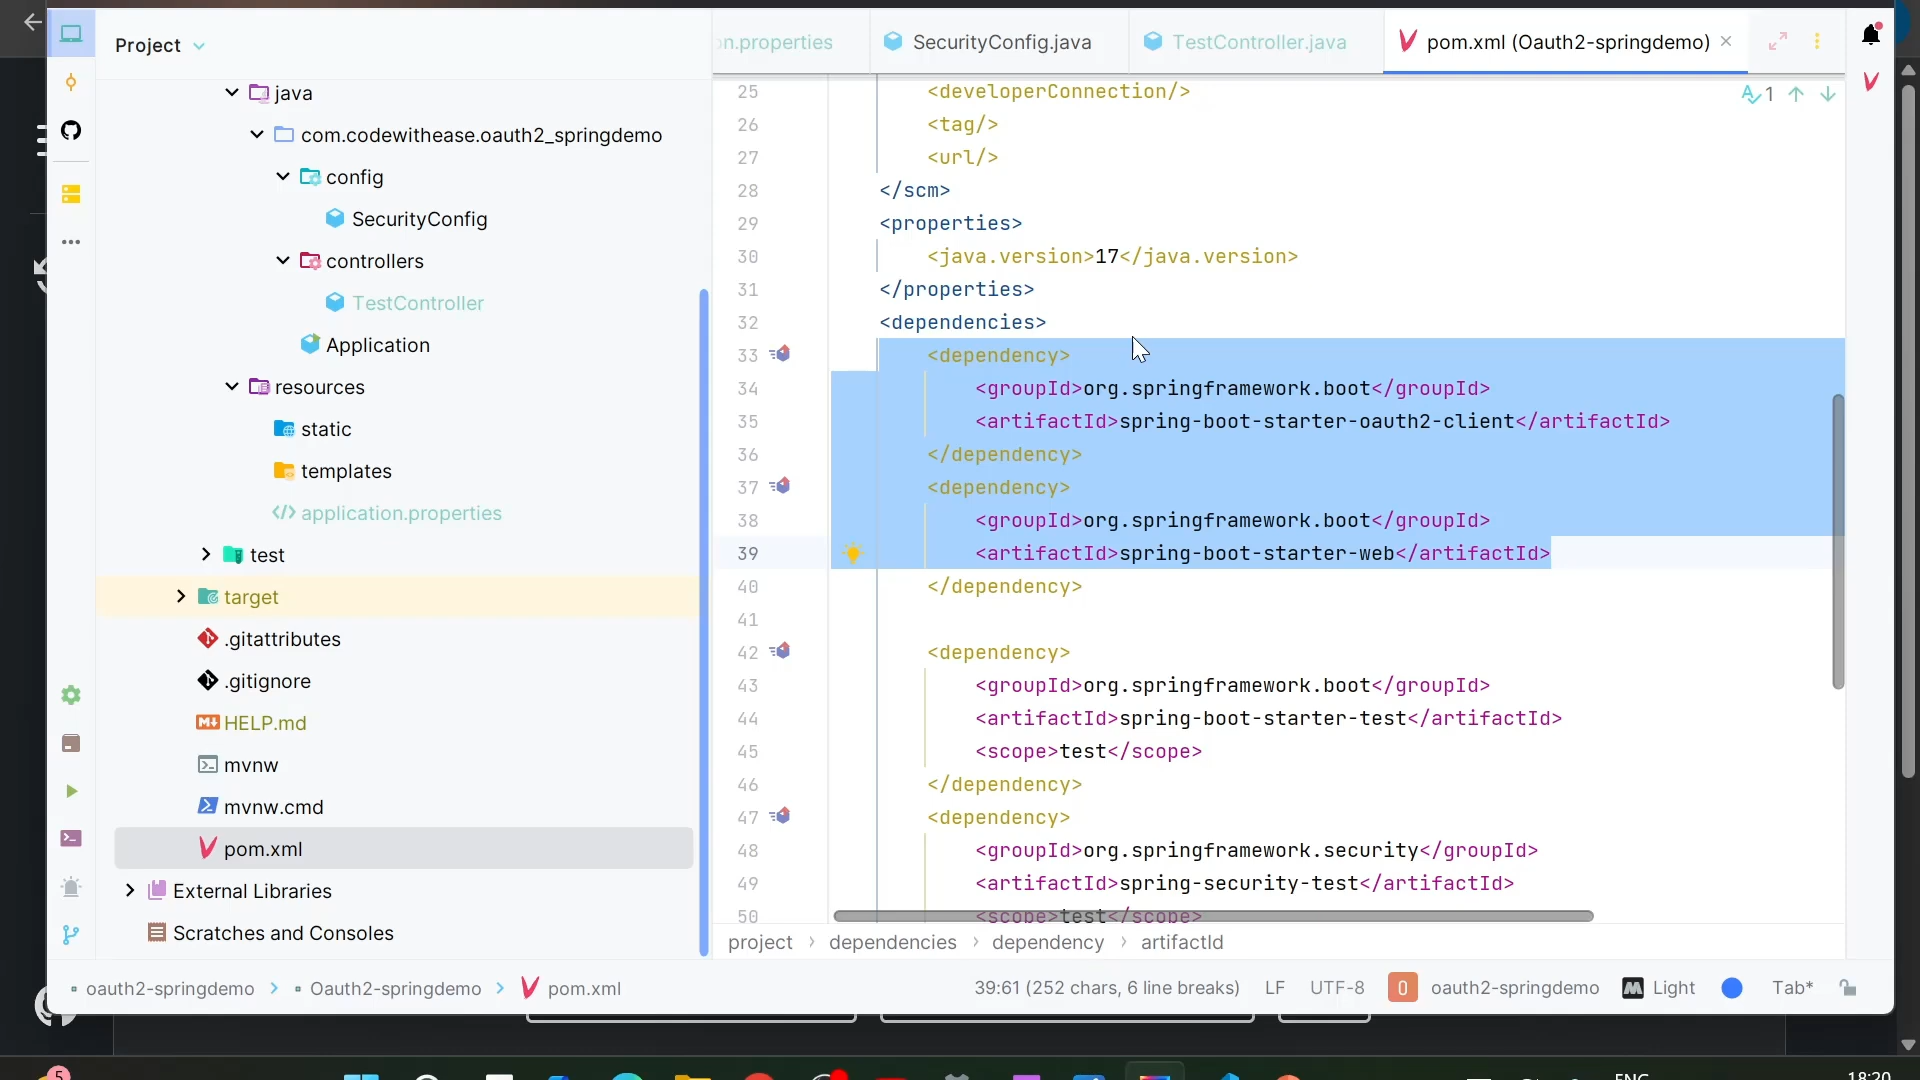 Project
n.properties
SecurityConfig.java
TestController.java
pom.xml (Oauth2-springdemo)
java
com.codewithease.oauth2_springdemo
config
SecurityConfig
controllers
TestController
Application
resources
static
templates
application.properties
test
target
.gitattributes
.gitignore
M↓ HELP.md
mvnw
mvnw.cmd
pom.xml
External Libraries
Scratches and Consoles
1
25 <developerConnection/>
26 <tag/>
27 <url/>
28 </scm>
29 <properties>
30 <java.version>17</java.version>
31 </properties>
32 <dependencies>
33 <dependency>
34 <groupId>org.springframework.boot</groupId>
35 <artifactId>spring-boot-starter-oauth2-client</artifactId>
36 </dependency>
37 <dependency>
38 <groupId>org.springframework.boot</groupId>
39 <artifactId>spring-boot-starter-web</artifactId>
40 </dependency>
41
42 <dependency>
43 <groupId>org.springframework.boot</groupId>
44 <artifactId>spring-boot-starter-test</artifactId>
45 <scope>test</scope>
46 </dependency>
47 <dependency>
48 <groupId>org.springframework.security</groupId>
49 <artifactId>spring-security-test</artifactId>
50 <scope>test</scope>
project › dependencies › dependency › artifactId
oauth2-springdemo › Oauth2-springdemo › pom.xml
39:61 (252 chars, 6 line breaks) LF UTF-8 O oauth2-springdemo Light Tab*
5
ENG
18:20